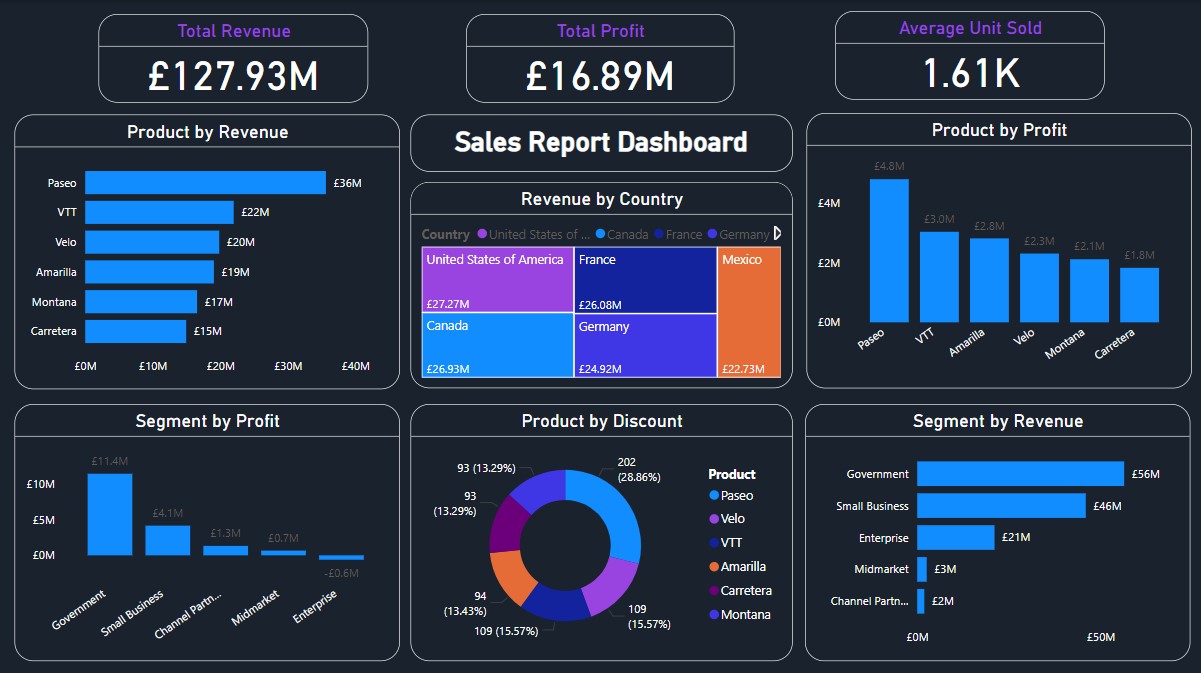 Total Revenue
£127.93M
Total Profit
£16.89M
Average Unit Sold
1.61K
Product by Revenue
Paseo
£36M
VTT
£22M
Velo
£20M
Amarilla
£19M
Montana
£17M
Carretera
£15M
£0M £10M £20M £30M £40M
Sales Report Dashboard
Revenue by Country
Country United States of ... Canada France Germany
United States of America
£27.27M
Canada
£26.93M
France
£26.08M
Germany
£24.92M
Mexico
£22.73M
Product by Profit
£4M
£2M
£0M
£4.8M
£3.0M
£2.8M
£2.3M
£2.1M
£1.8M
Paseo
VTT
Amarilla
Velo
Montana
Carretera
Segment by Profit
£10M
£5M
£0M
£11.4M
£4.1M
£1.3M
£0.7M
-£0.6M
Government
Small Business
Channel Partn...
Midmarket
Enterprise
Product by Discount
202
(28.86%)
109
(15.57%)
109 (15.57%)
94
(13.43%)
93
(13.29%)
93 (13.29%)
Product
Paseo
Velo
VTT
Amarilla
Carretera
Montana
Segment by Revenue
Government
£56M
Small Business
£46M
Enterprise
£21M
Midmarket
£3M
Channel Partn...
£2M
£0M £50M